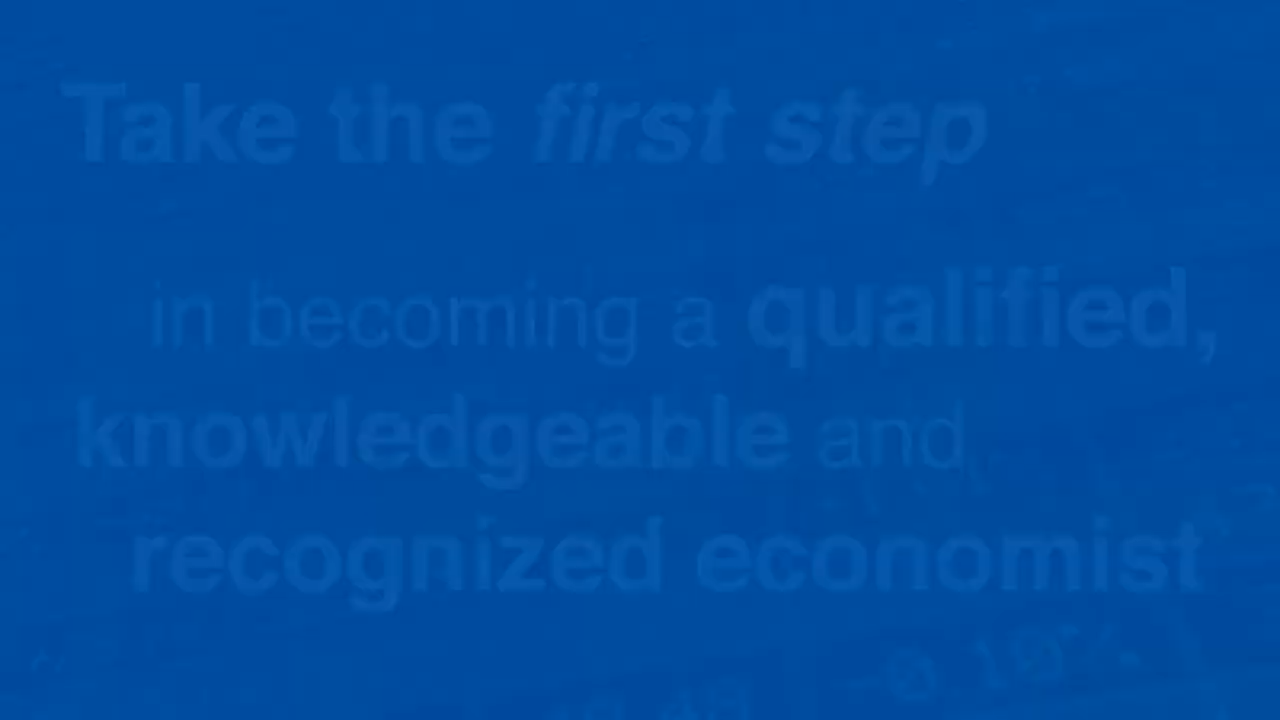 Take the first step
in becoming a qualified,
knowledgeable and
recognized economist